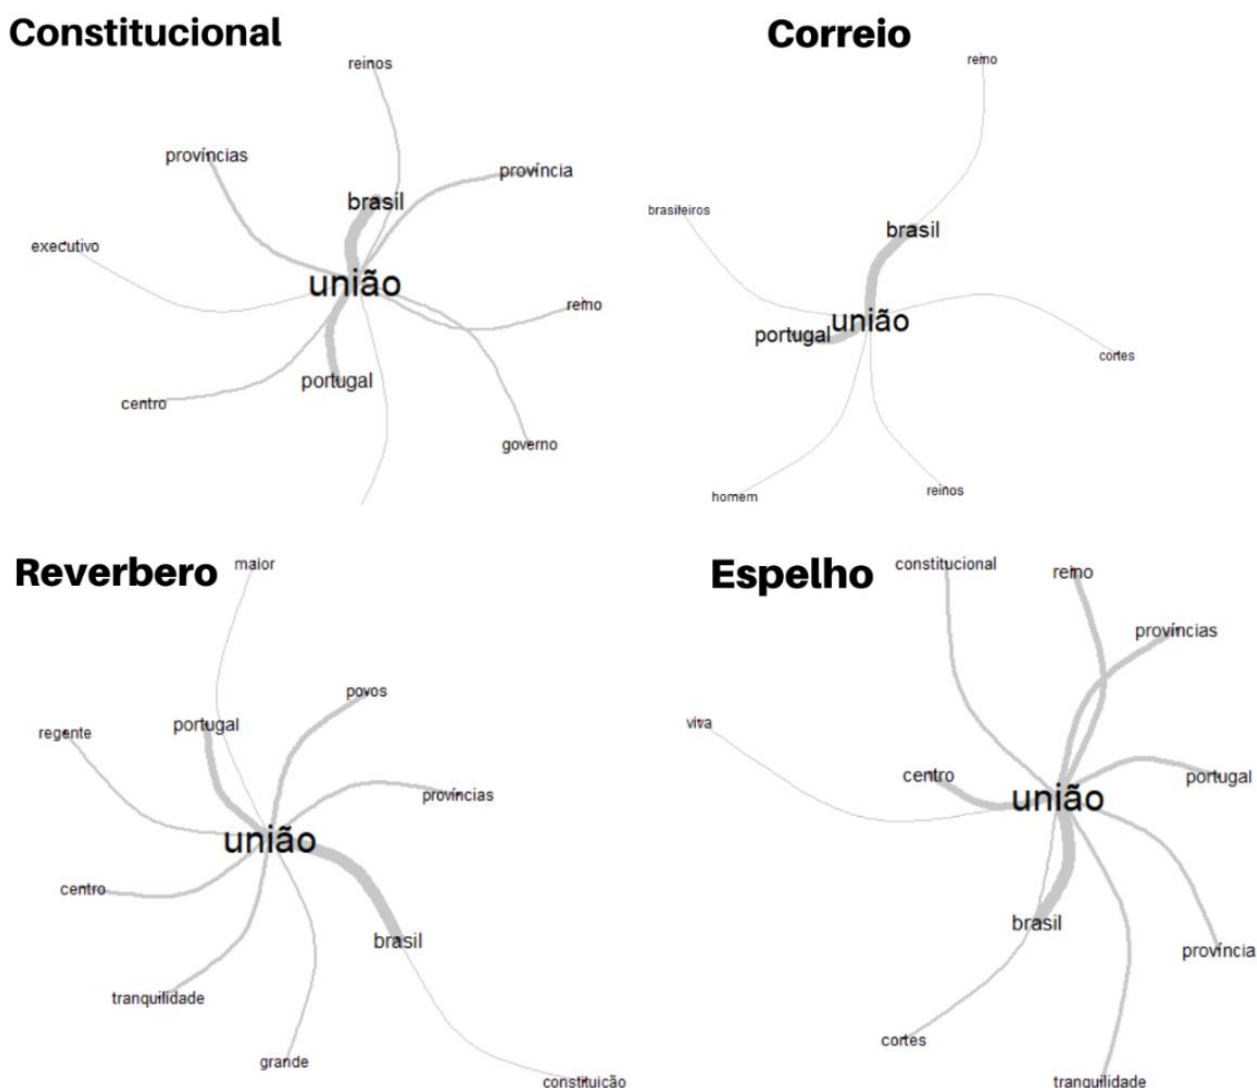 Constitucional
reinos
províncias
província
brasil
executivo
união
reino
portugal
centro
governo
Correio
reino
brasileiros
brasil
união
portugal
cortes
homem
reinos
Reverbero
maior
povos
portugal
regente
províncias
união
centro
brasil
tranquilidade
grande
constituição
Espelho
constitucional
reino
províncias
viva
centro
portugal
união
brasil
província
cortes
tranquilidade